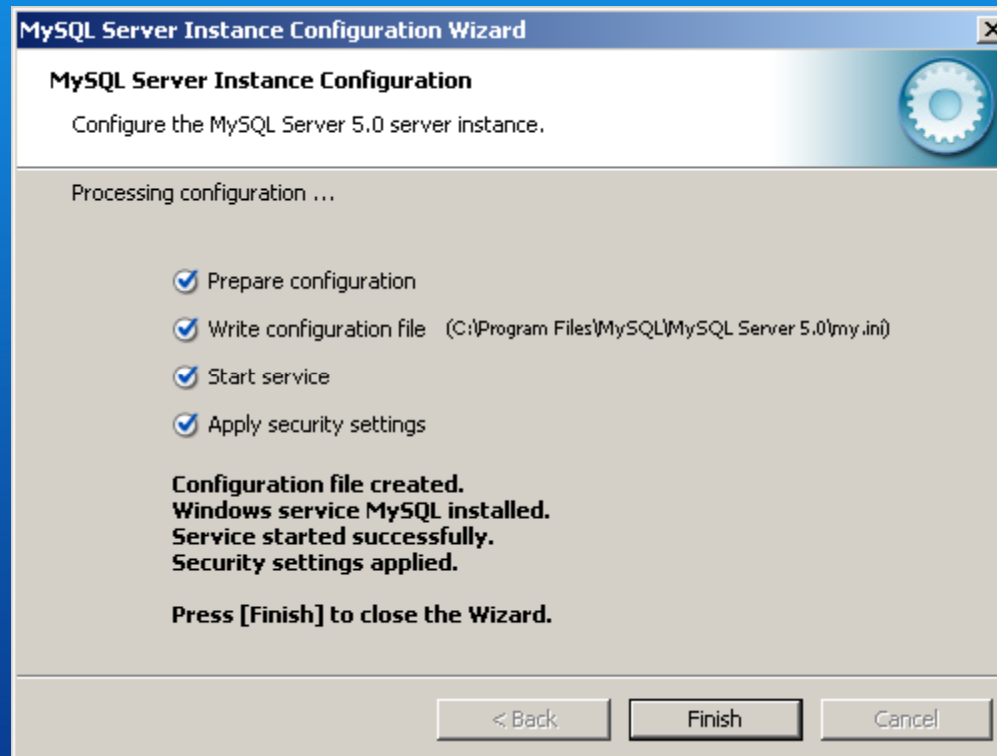 MySQL Server Instance Configuration Wizard
MySQL Server Instance Configuration
Configure the MySQL Server 5.0 server instance.
Processing configuration ...
Prepare configuration
Write configuration file (C:\Program Files\MySQL\MySQL Server 5.0\my.ini)
Start service
Apply security settings
Configuration file created.
Windows service MySQL installed.
Service started successfully.
Security settings applied.
Press [Finish] to close the Wizard.
< Back Finish Cancel